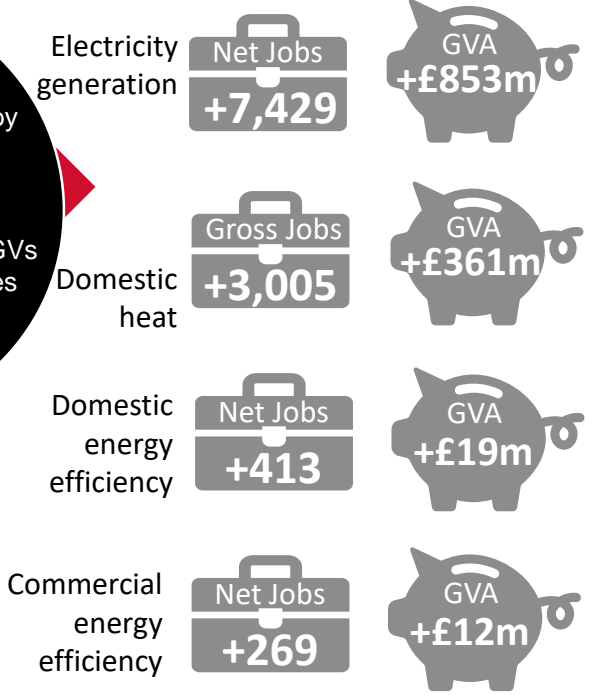 Electricity
generation
Net Jobs
+7,429
GVA
+£853m
Domestic
heat
Gross Jobs
+3,005
GVA
+£361m
Domestic
energy
efficiency
Net Jobs
+413
GVA
+£19m
Commercial
energy
efficiency
Net Jobs
+269
GVA
+£12m